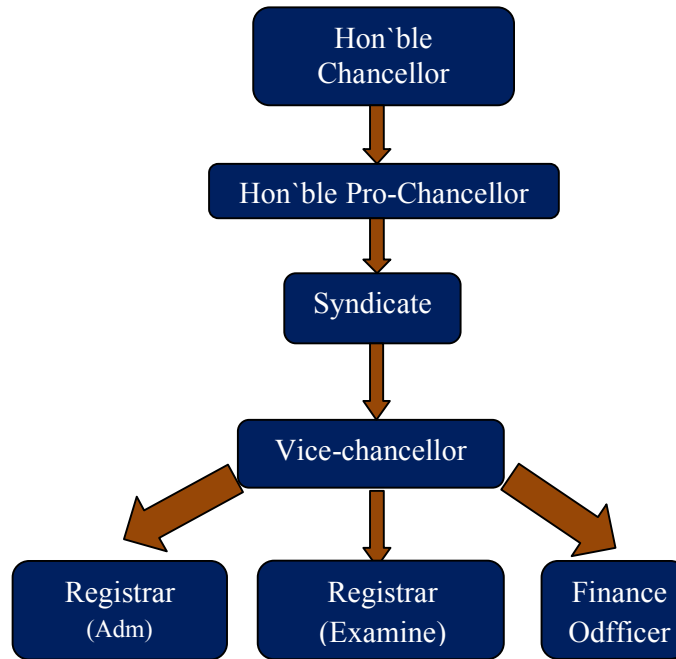 Hon`ble
Chancellor
Hon`ble Pro-Chancellor
Syndicate
Vice-chancellor
Registrar
(Adm)
Registrar
(Examine)
Finance
Odfficer